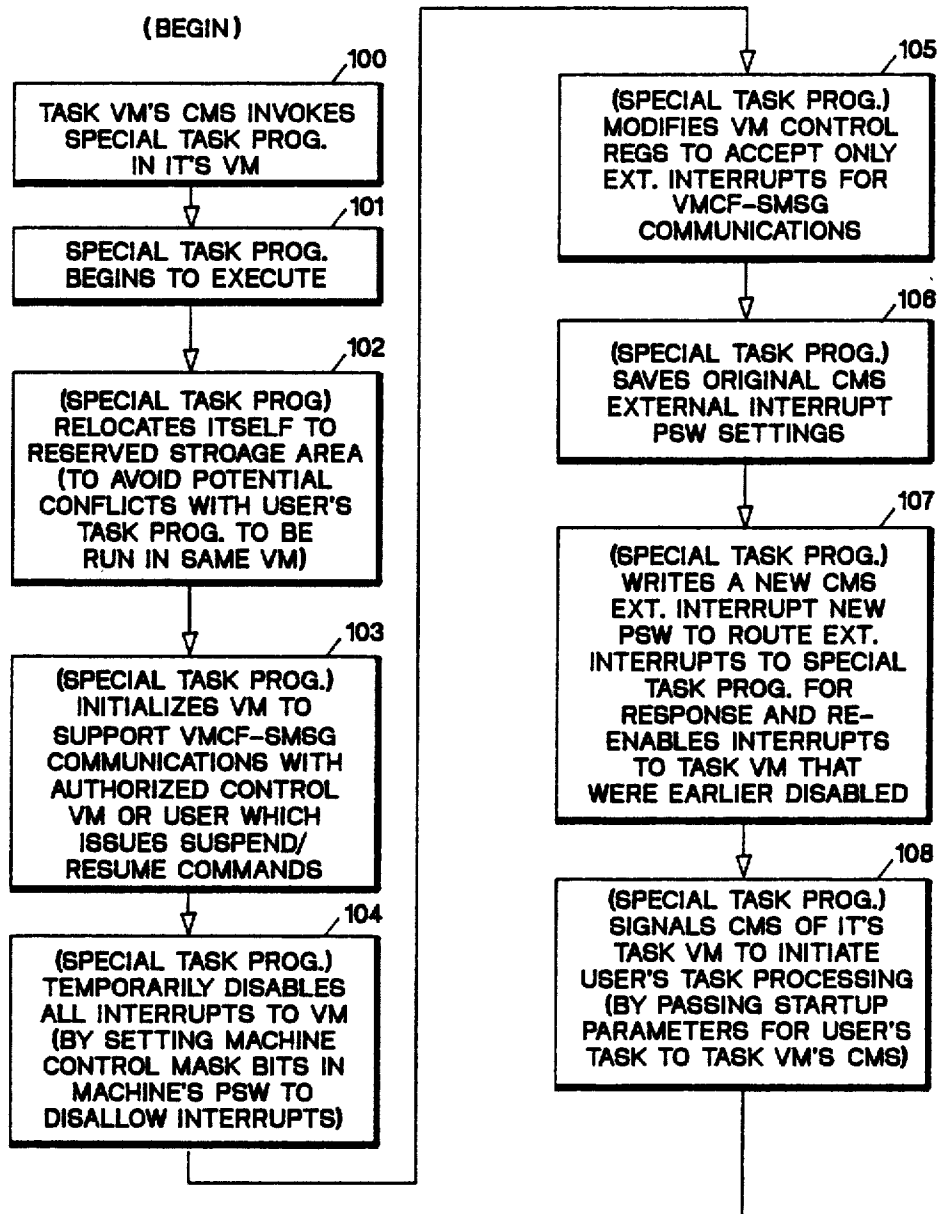 (BEGIN)
100
TASK VM'S CMS INVOKES
SPECIAL TASK PROG.
IN IT'S VM
101
SPECIAL TASK PROG.
BEGINS TO EXECUTE
102
(SPECIAL TASK PROG)
RELOCATES ITSELF TO
RESERVED STROAGE AREA
(TO AVOID POTENTIAL
CONFLICTS WITH USER'S
TASK PROG. TO BE
RUN IN SAME VM)
103
(SPECIAL TASK PROG.)
INITIALIZES VM TO
SUPPORT VMCF-SMSG
COMMUNICATIONS WITH
AUTHORIZED CONTROL
VM OR USER WHICH
ISSUES SUSPEND/
RESUME COMMANDS
104
(SPECIAL TASK PROG.)
TEMPORARILY DISABLES
ALL INTERRUPTS TO VM
(BY SETTING MACHINE
CONTROL MASK BITS IN
MACHINE'S PSW TO
DISALLOW INTERRUPTS)
105
(SPECIAL TASK PROG.)
MODIFIES VM CONTROL
REGS TO ACCEPT ONLY
EXT. INTERRUPTS FOR
VMCF-SMSG
COMMUNICATIONS
106
(SPECIAL TASK PROG.)
SAVES ORIGINAL CMS
EXTERNAL INTERRUPT
PSW SETTINGS
107
(SPECIAL TASK PROG.)
WRITES A NEW CMS
EXT. INTERRUPT NEW
PSW TO ROUTE EXT.
INTERRUPTS TO SPECIAL
TASK PROG. FOR
RESPONSE AND RE-
ENABLES INTERRUPTS
TO TASK VM THAT
WERE EARLIER DISABLED
108
(SPECIAL TASK PROG.)
SIGNALS CMS OF IT'S
TASK VM TO INITIATE
USER'S TASK PROCESSING
(BY PASSING STARTUP
PARAMETERS FOR USER'S
TASK TO TASK VM'S CMS)